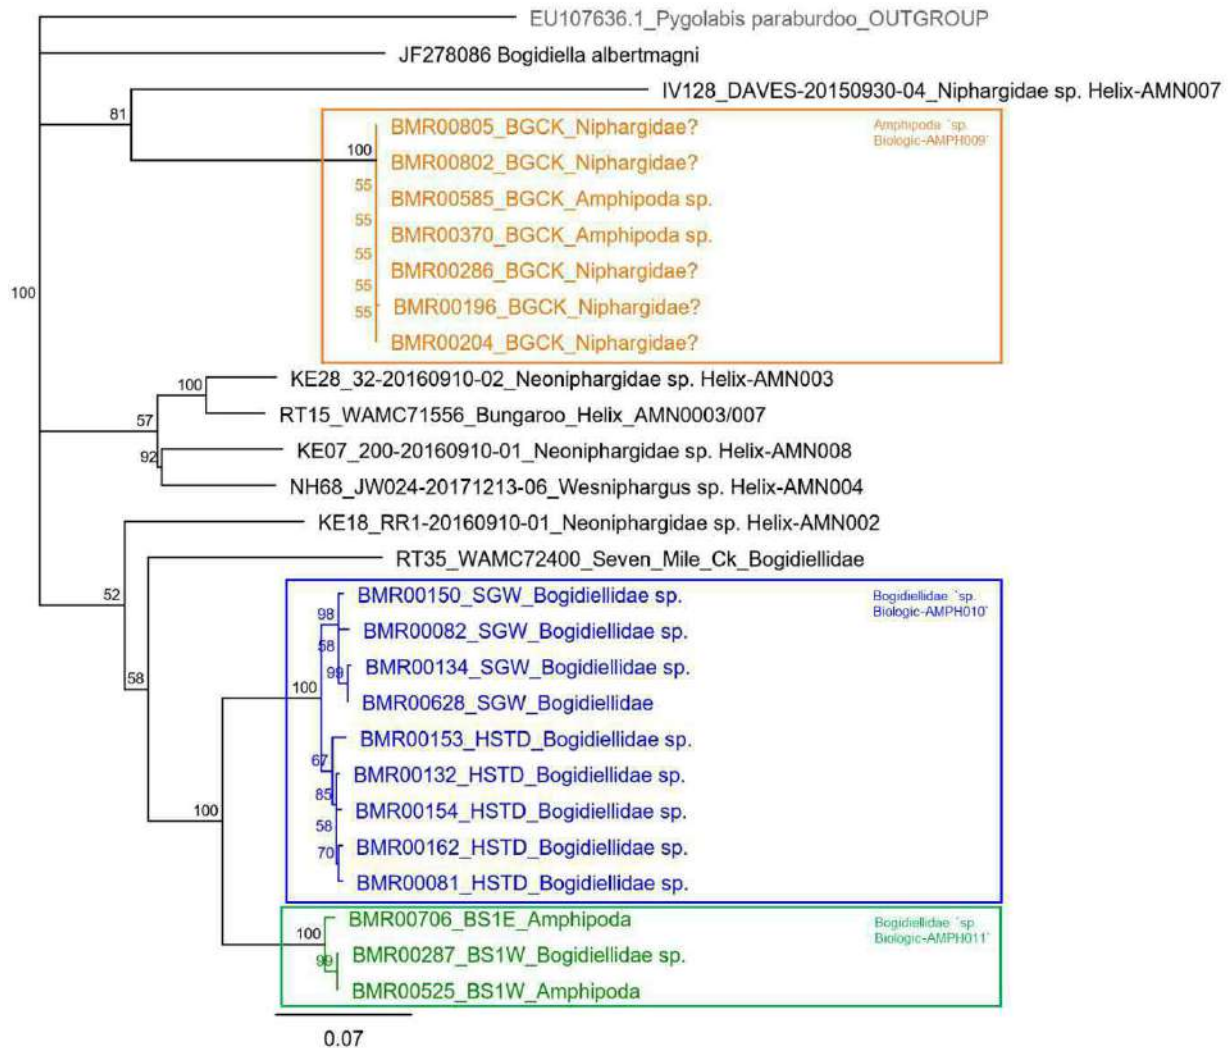 EU107636.1_Pygolabis paraburdoo_OUTGROUP
JF278086 Bogidiella albertmagni
IV128_DAVES-20150930-04_Niphargidae sp. Helix-AMN007
81
BMR00805_BGCK_Niphargidae?
Amphipoda `sp.
Biologic-AMPH009`
100
BMR00802_BGCK_Niphargidae?
55
BMR00585_BGCK_Amphipoda sp.
55
BMR00370_BGCK_Amphipoda sp.
55
BMR00286_BGCK_Niphargidae?
55
100
BMR00196_BGCK_Niphargidae?
55
BMR00204_BGCK_Niphargidae?
KE28_32-20160910-02_Neoniphargidae sp. Helix-AMN003
100
RT15_WAMC71556_Bungaroo_Helix_AMN0003/007
57
KE07_200-20160910-01_Neoniphargidae sp. Helix-AMN008
92
NH68_JW024-20171213-06_Wesniphargus sp. Helix-AMN004
KE18_RR1-20160910-01_Neoniphargidae sp. Helix-AMN002
RT35_WAMC72400_Seven_Mile_Ck_Bogidiellidae
52
BMR00150_SGW_Bogidiellidae sp.
Bogidiellidae `sp.
Biologic-AMPH010`
98
BMR00082_SGW_Bogidiellidae sp.
58
BMR00134_SGW_Bogidiellidae sp.
99
58
100
BMR00628_SGW_Bogidiellidae
BMR00153_HSTD_Bogidiellidae sp.
67
BMR00132_HSTD_Bogidiellidae sp.
85
BMR00154_HSTD_Bogidiellidae sp.
100
58
BMR00162_HSTD_Bogidiellidae sp.
70
BMR00081_HSTD_Bogidiellidae sp.
BMR00706_BS1E_Amphipoda
Bogidiellidae `sp.
Biologic-AMPH011`
100
BMR00287_BS1W_Bogidiellidae sp.
99
BMR00525_BS1W_Amphipoda
0.07